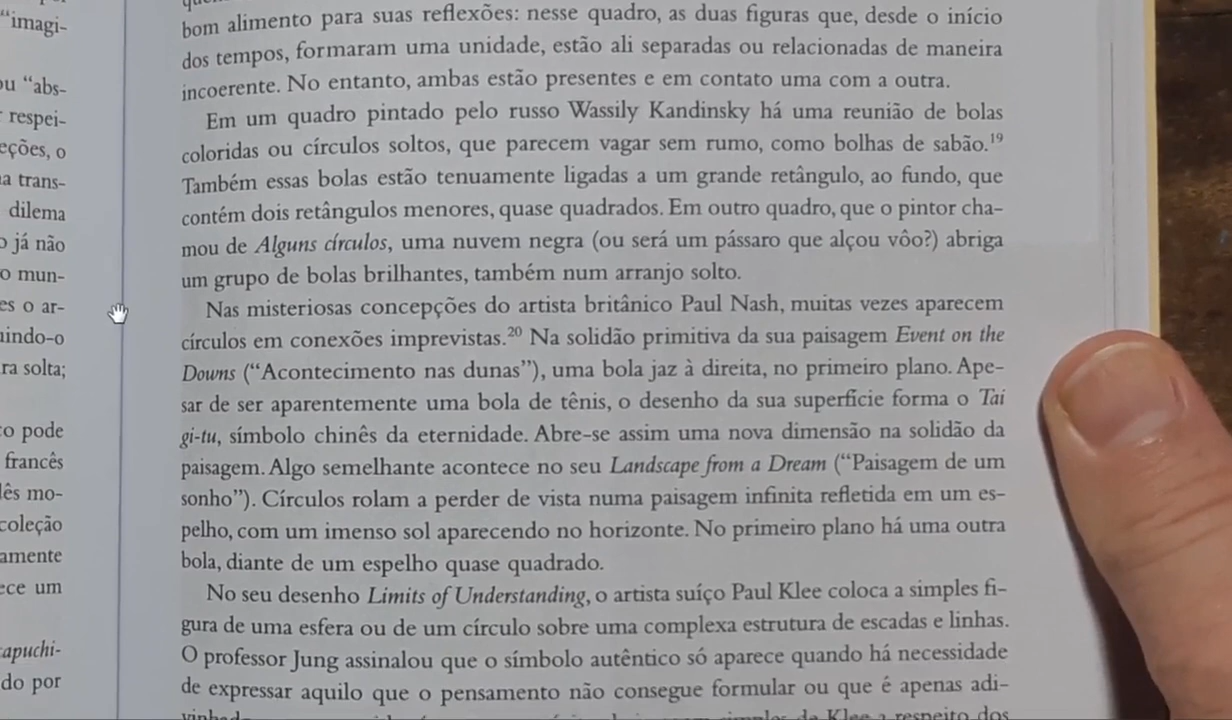 “imagi-
ou “abs-
respei-
eções, o
a trans-
dilema
o já não
o mun-
es o ar-
uindo-o
ra solta;
to pode
francês
lês mo-
coleção
amente
ece um
capuchi-
do por
bom alimento para suas reflexões: nesse quadro, as duas figuras que, desde o início
dos tempos, formaram uma unidade, estão ali separadas ou relacionadas de maneira
incoerente. No entanto, ambas estão presentes e em contato uma com a outra.
Em um quadro pintado pelo russo Wassily Kandinsky há uma reunião de bolas
coloridas ou círculos soltos, que parecem vagar sem rumo, como bolhas de sabão.¹⁹
Também essas bolas estão tenuamente ligadas a um grande retângulo, ao fundo, que
contém dois retângulos menores, quase quadrados. Em outro quadro, que o pintor cha-
mou de Alguns círculos, uma nuvem negra (ou será um pássaro que alçou vôo?) abriga
um grupo de bolas brilhantes, também num arranjo solto.
Nas misteriosas concepções do artista britânico Paul Nash, muitas vezes aparecem
círculos em conexões imprevistas.²⁰ Na solidão primitiva da sua paisagem Event on the
Downs (“Acontecimento nas dunas”), uma bola jaz à direita, no primeiro plano. Ape-
sar de ser aparentemente uma bola de tênis, o desenho da sua superfície forma o Tai
gi-tu, símbolo chinês da eternidade. Abre-se assim uma nova dimensão na solidão da
paisagem. Algo semelhante acontece no seu Landscape from a Dream (“Paisagem de um
sonho”). Círculos rolam a perder de vista numa paisagem infinita refletida em um es-
pelho, com um imenso sol aparecendo no horizonte. No primeiro plano há uma outra
bola, diante de um espelho quase quadrado.
No seu desenho Limits of Understanding, o artista suíço Paul Klee coloca a simples fi-
gura de uma esfera ou de um círculo sobre uma complexa estrutura de escadas e linhas.
O professor Jung assinalou que o símbolo autêntico só aparece quando há necessidade
de expressar aquilo que o pensamento não consegue formular ou que é apenas adi-
de Klee a respeito dos